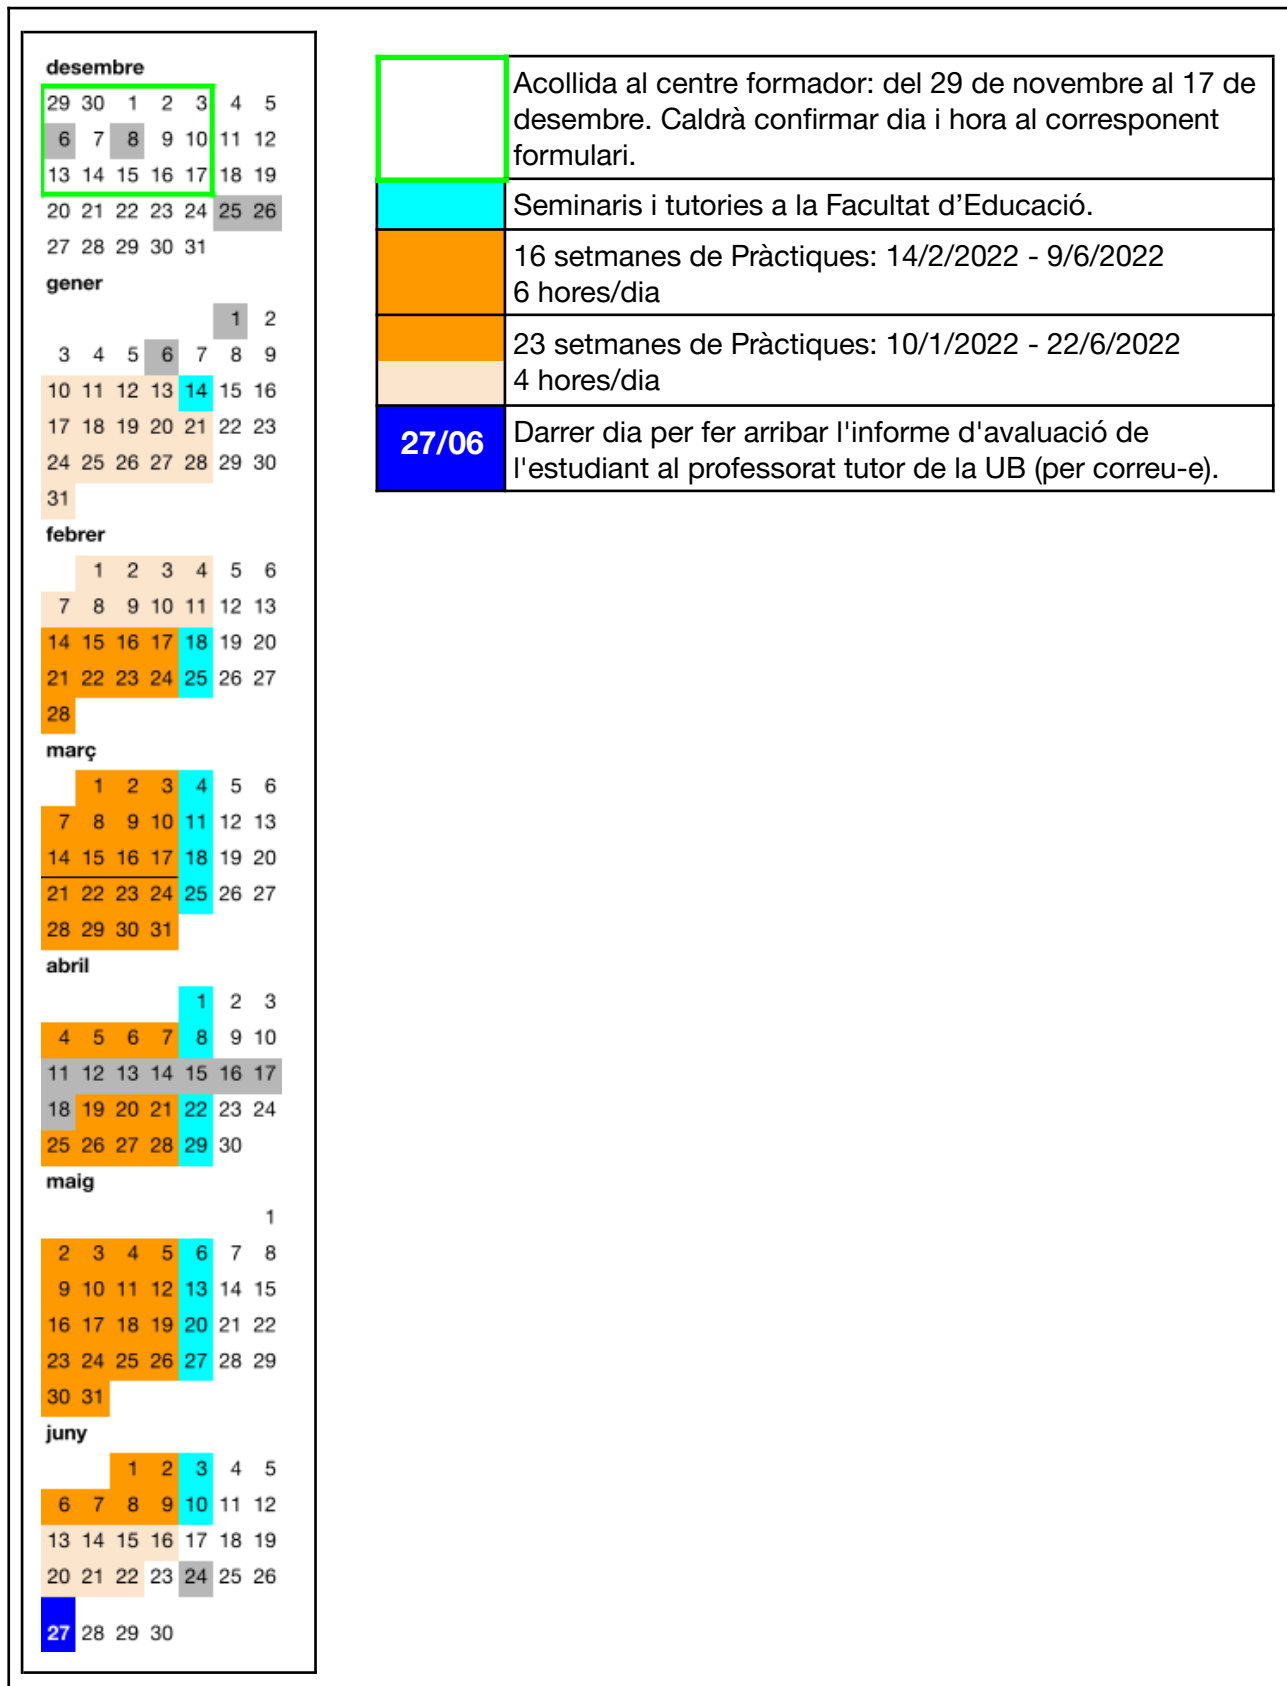 desembre
29 30 1 2 3 4 5
6 7 8 9 10 11 12
13 14 15 16 17 18 19
20 21 22 23 24 25 26
27 28 29 30 31
gener
1 2
3 4 5 6 7 8 9
10 11 12 13 14 15 16
17 18 19 20 21 22 23
24 25 26 27 28 29 30
31
febrer
1 2 3 4 5 6
7 8 9 10 11 12 13
14 15 16 17 18 19 20
21 22 23 24 25 26 27
28
març
1 2 3 4 5 6
7 8 9 10 11 12 13
14 15 16 17 18 19 20
21 22 23 24 25 26 27
28 29 30 31
abril
1 2 3
4 5 6 7 8 9 10
11 12 13 14 15 16 17
18 19 20 21 22 23 24
25 26 27 28 29 30
maig
1
2 3 4 5 6 7 8
9 10 11 12 13 14 15
16 17 18 19 20 21 22
23 24 25 26 27 28 29
30 31
juny
1 2 3 4 5
6 7 8 9 10 11 12
13 14 15 16 17 18 19
20 21 22 23 24 25 26
27 28 29 30
Acollida al centre formador: del 29 de novembre al 17 de
desembre. Caldrà confirmar dia i hora al corresponent
formulari.
Seminaris i tutories a la Facultat d’Educació.
16 setmanes de Pràctiques: 14/2/2022 - 9/6/2022
6 hores/dia
23 setmanes de Pràctiques: 10/1/2022 - 22/6/2022
4 hores/dia
27/06
Darrer dia per fer arribar l'informe d'avaluació de
l'estudiant al professorat tutor de la UB (per correu-e).